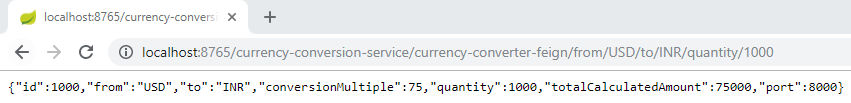 localhost:8765/currency-convers
localhost:8765/currency-conversion-service/currency-converter-feign/from/USD/to/INR/quantity/1000
{"id":1000,"from":"USD","to":"INR","conversionMultiple":75,"quantity":1000,"totalCalculatedAmount":75000,"port":8000}